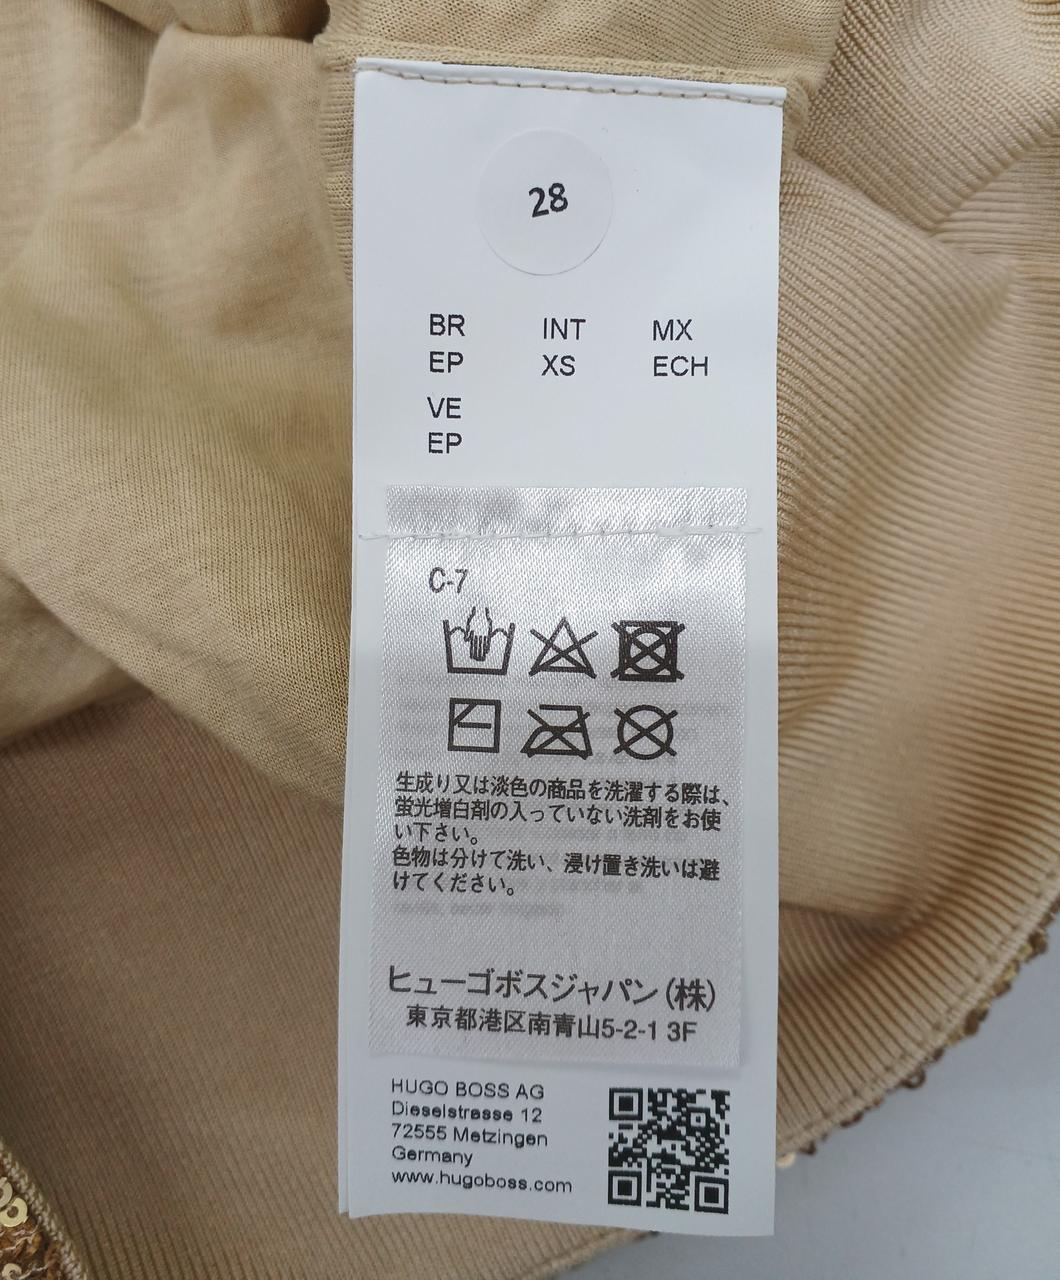 28
BR INT MX
EP XS ECH
VE
EP
C-7
生成り又は淡色の商品を洗濯する際は、
蛍光増白剤の入っていない洗剤をお使
い下さい。
色物は分けて洗い、浸け置き洗いは避
けてください。
ヒューゴボスジャパン(株)
東京都港区南青山5-2-1 3F
HUGO BOSS AG
Dieselstrasse 12
72555 Metzingen
Germany
www.hugoboss.com